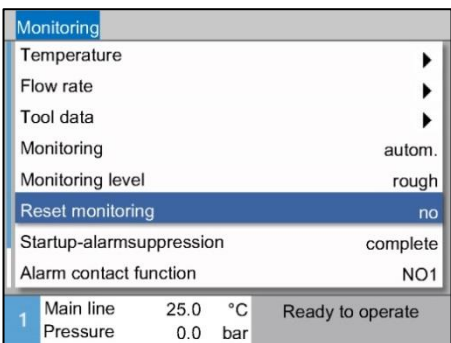 Monitoring
Temperature
Flow rate
Tool data
Monitoring autom.
Monitoring level rough
Reset monitoring no
Startup-alarmsuppression complete
Alarm contact function NO1
1 Main line 25.0 °C Ready to operate
Pressure 0.0 bar